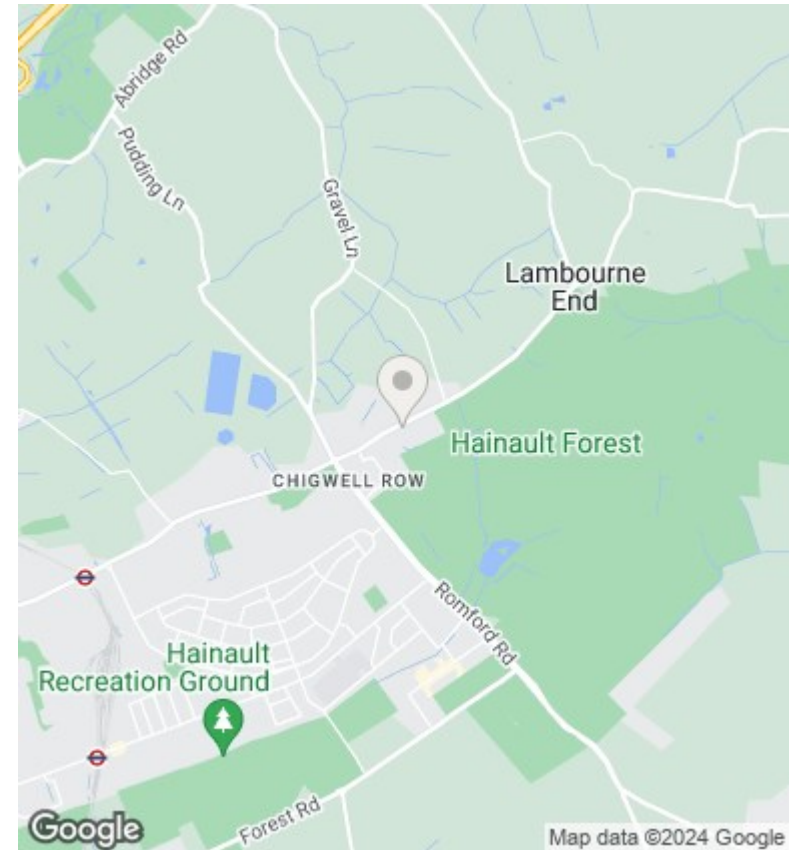 Abridge Rd
Pudding Ln
Gravel Ln
Lambourne
End
Hainault Forest
CHIGWELL ROW
Romford Rd
Hainault
Recreation Ground
Forest Rd
Google
Map data ©2024 Google